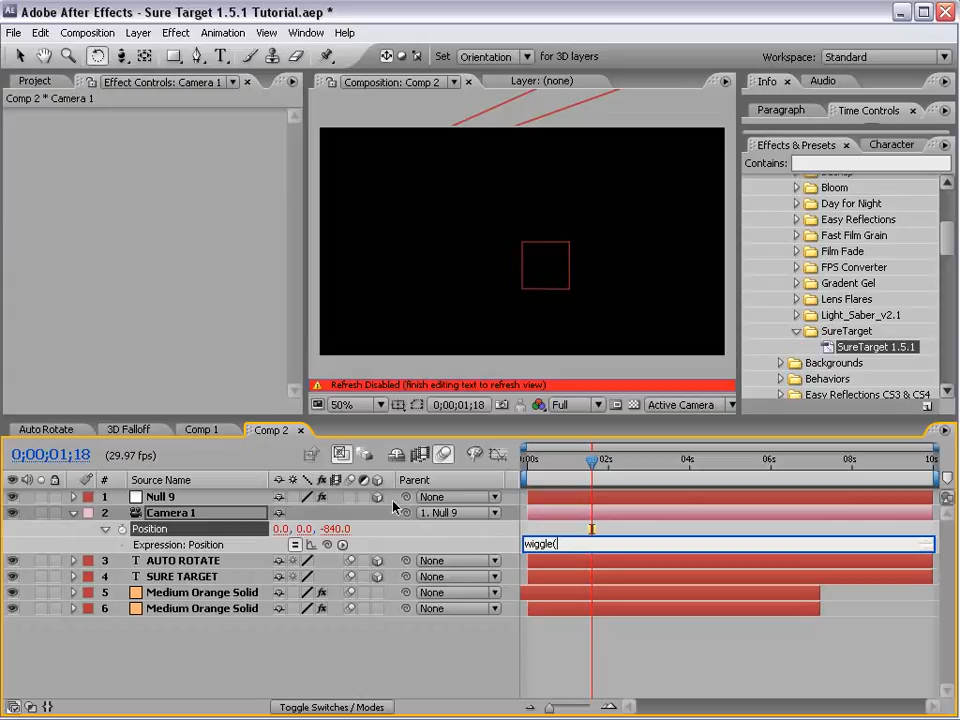 Adobe After Effects - Sure Target 1.5.1 Tutorial.aep *
File Edit Composition Layer Effect Animation View Window Help
Set Orientation for 3D layers Workspace: Standard
Project Effect Controls: Camera 1 Composition: Comp 2 Layer: (none) Info Audio
Comp 2 * Camera 1
Paragraph Time Controls
Effects & Presets Character
Contains:
Bloom
Day for Night
Easy Reflections
Fast Film Grain
Film Fade
FPS Converter
Gradent Gel
Lens Flares
Light_Saber_v2.1
SureTarget
SureTarget 1.5.1
Backgrounds
Behaviors
Easy Reflections CS3 & CS4
Refresh Disabled (finish editing text to refresh view)
50% 0;00;01;18 Full Active Camera
Auto Rotate 3D Falloff Comp 1 Comp 2
0;00;01;18 (29.97 fps)
:00s 02s 04s 06s 08s 10s
# Source Name Parent
1 Null 9 None
2 Camera 1 1. Null 9
Position 0.0, 0.0, -840.0
Expression: Position wiggle(
3 T AUTO ROTATE None
4 T SURE TARGET None
5 Medium Orange Solid None
6 Medium Orange Solid None
Toggle Switches / Modes